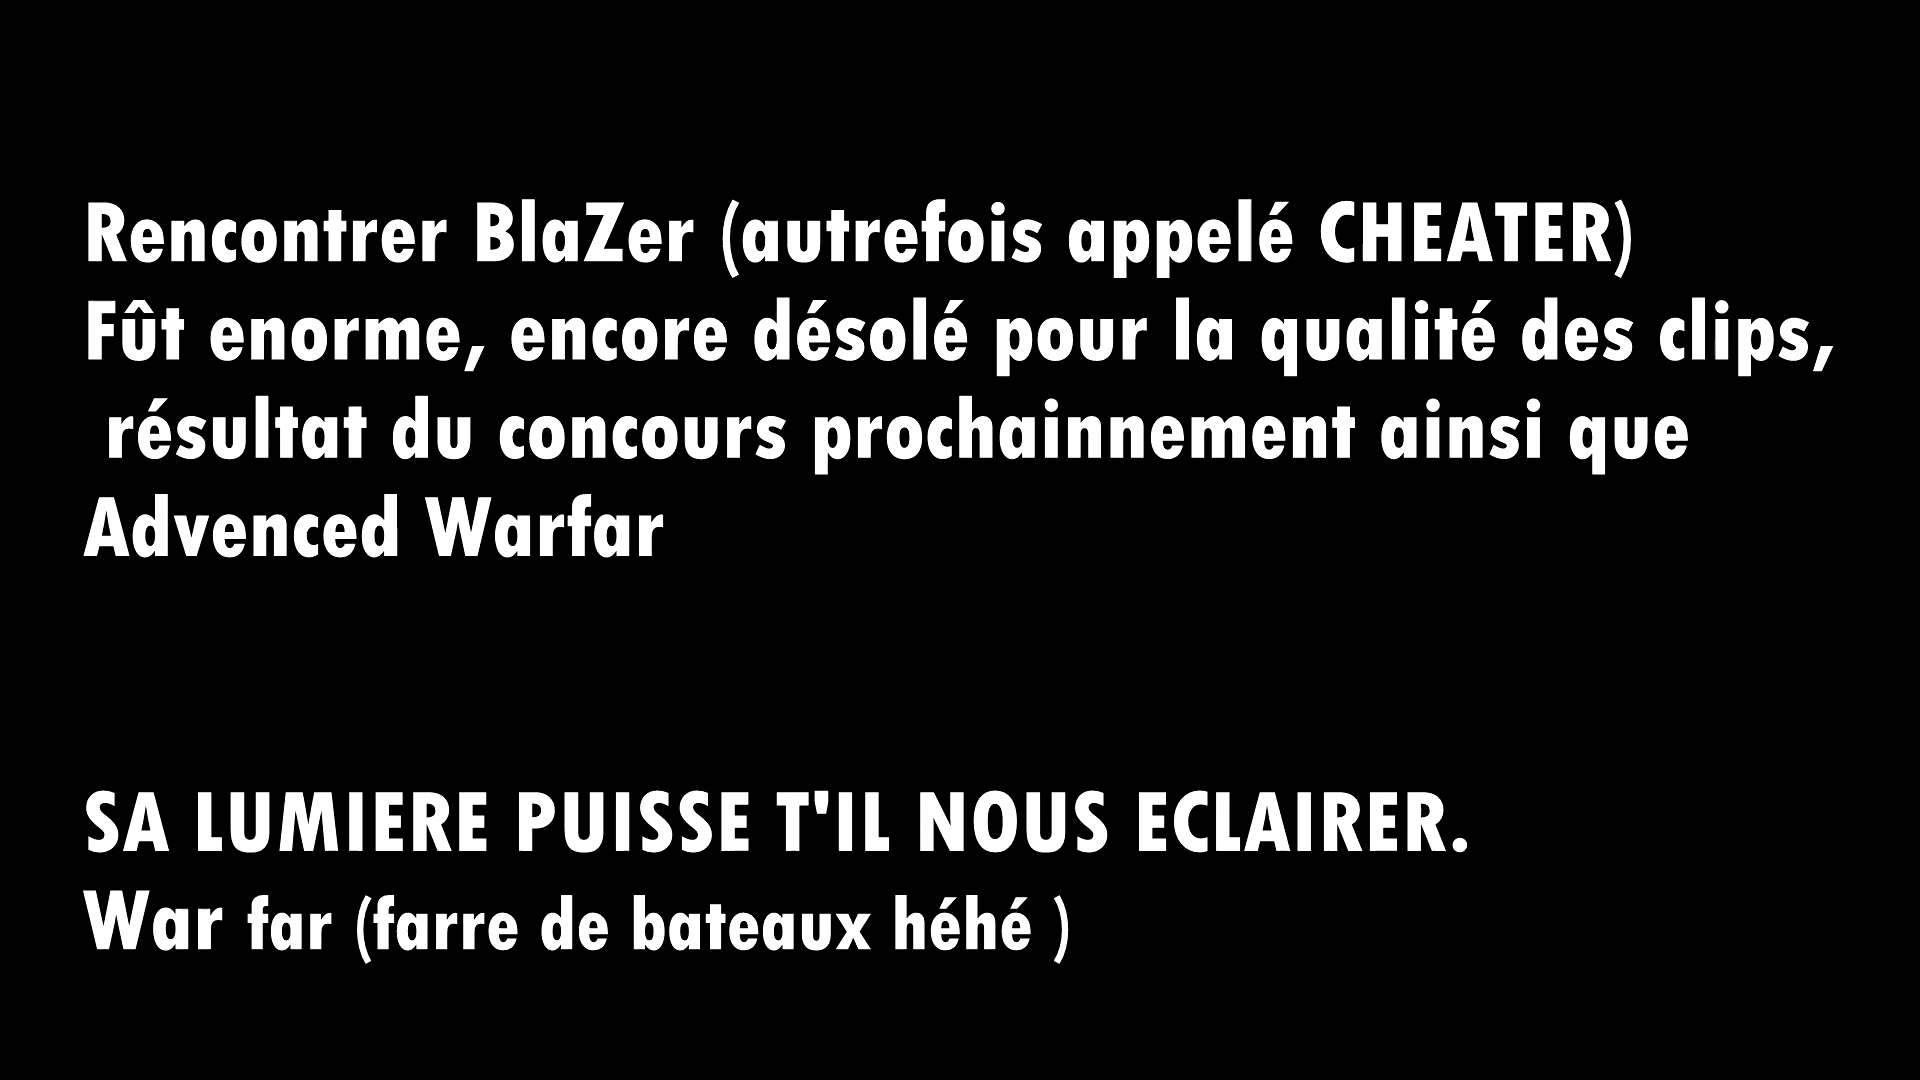 Rencontrer BlaZer (autrefois appelé CHEATER)
Fût enorme, encore désolé pour la qualité des clips,
résultat du concours prochainnement ainsi que
Advenced Warfar
SA LUMIERE PUISSE T'IL NOUS ECLAIRER.
War far (farre de bateaux héhé )